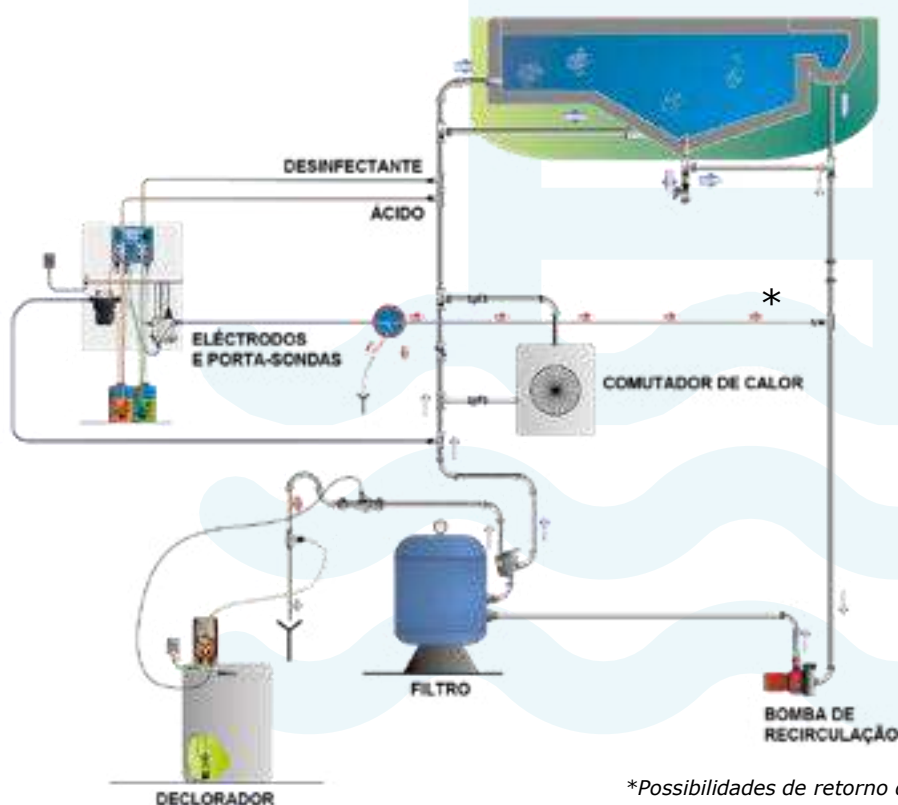 DESINFECTANTE
ÁCIDO
*
ELÉCTRODOS
E PORTA-SONDAS
COMUTADOR DE CALOR
FILTRO
BOMBA DE
RECIRCULAÇÃO
DECLORADOR
*Possibilidades de retorno